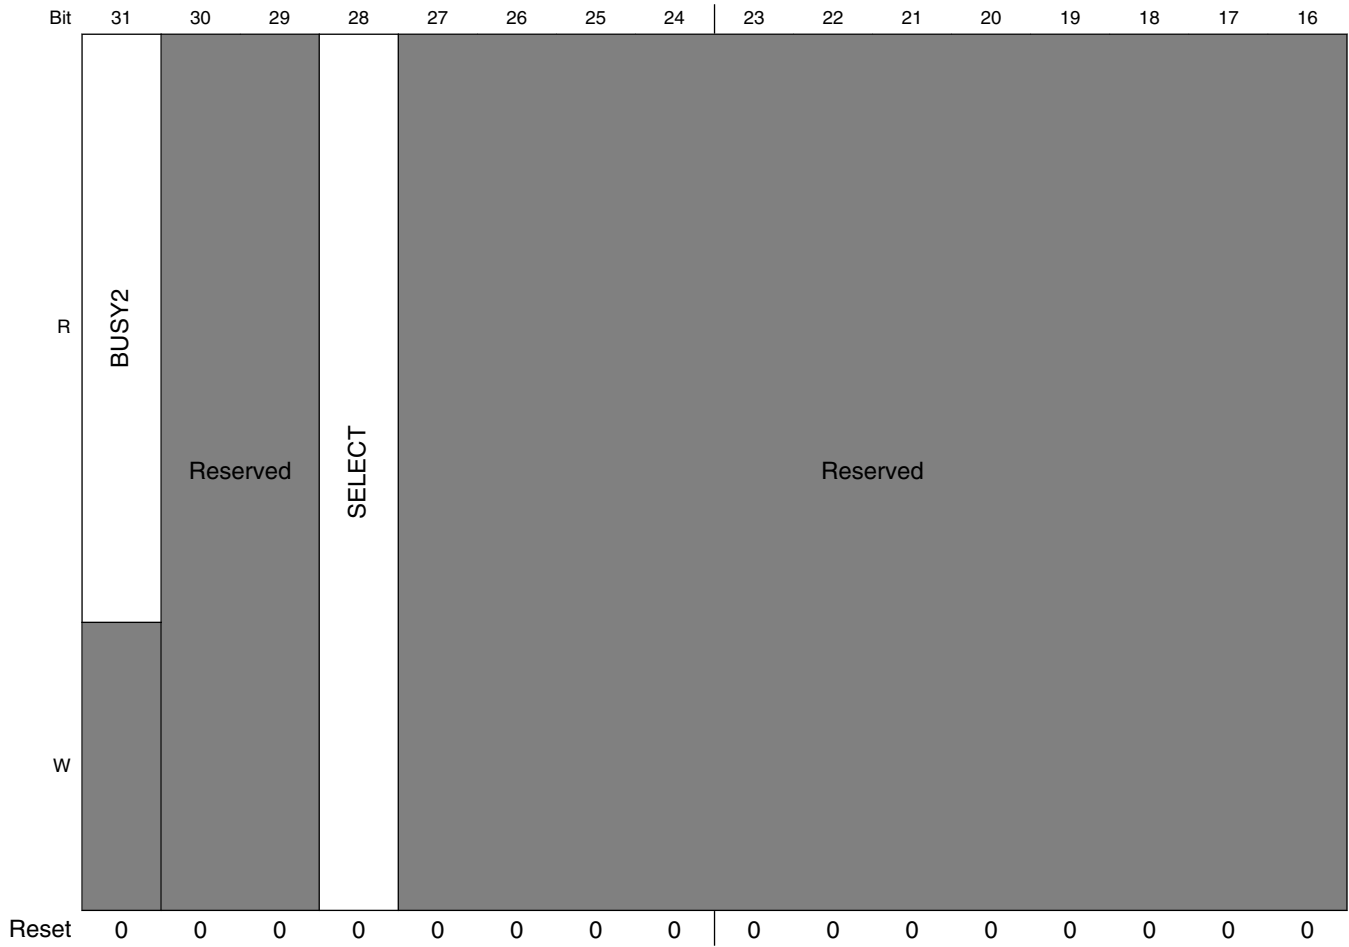 Bit 31 30 29 28 27 26 25 24 23 22 21 20 19 18 17 16
R
BUSY2
Reserved
SELECT
Reserved
W
Reset 0 0 0 0 0 0 0 0 0 0 0 0 0 0 0 0